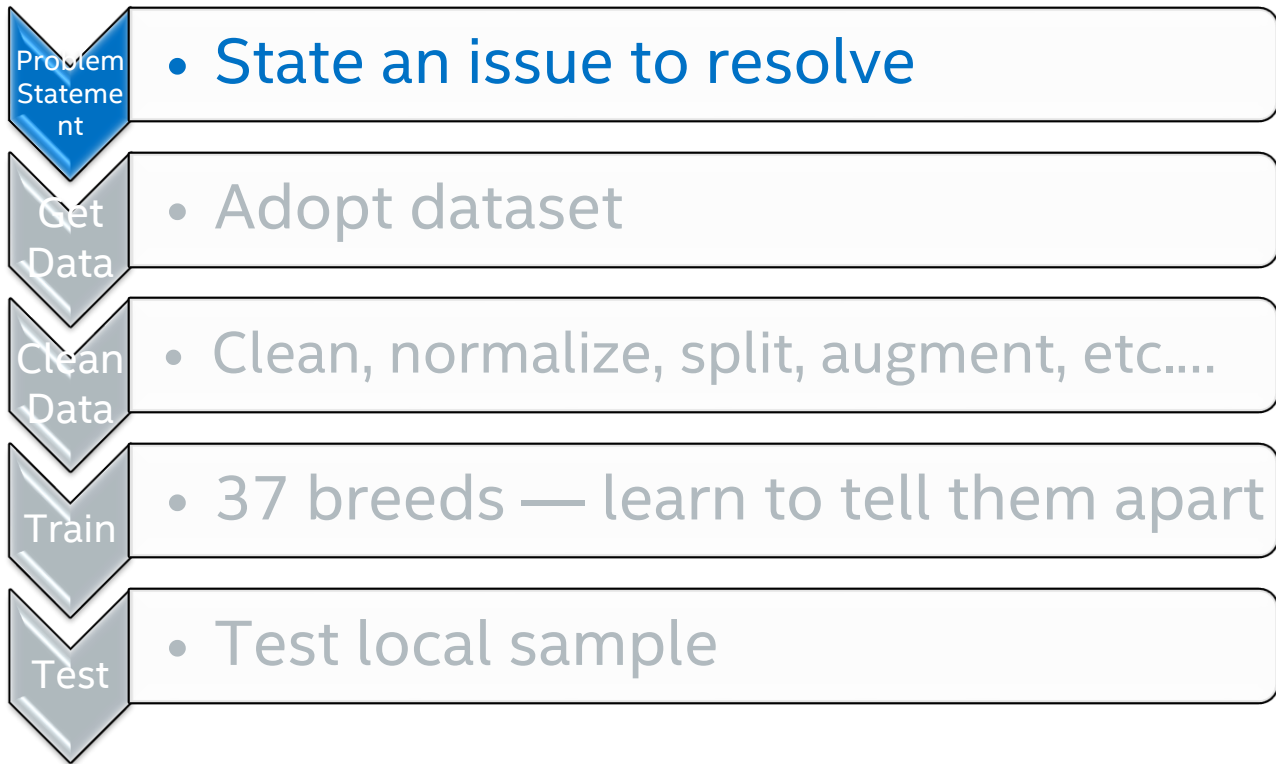 Problem
Stateme
nt
• State an issue to resolve
Get
Data
• Adopt dataset
Clean
Data
• Clean, normalize, split, augment, etc....
Train
• 37 breeds — learn to tell them apart
Test
• Test local sample